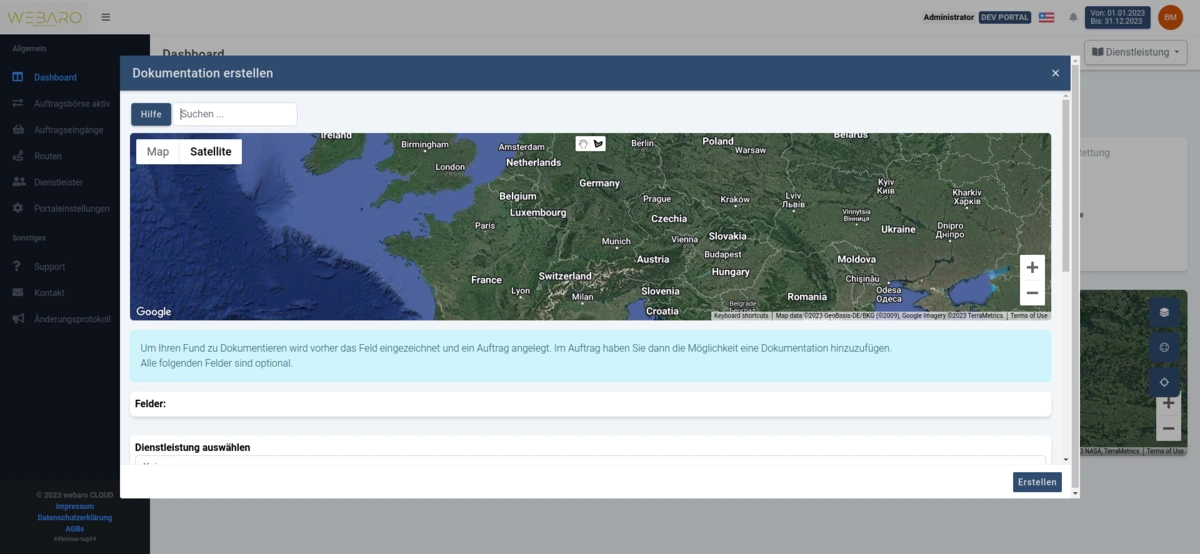 WEBARO
Administrator DEV PORTAL
Von: 01.01.2023
Bis: 31.12.2023
BM
Allgemein
Dashboard
Auftragsbörse aktiv
Auftragseingänge
Routen
Dienstleister
Portaleinstellungen
Sonstiges
Support
Kontakt
Änderungsprotokoll
© 2023 webaro CLOUD
Impressum
Datenschutzerklärung
AGBs
##bitrion-tag##
Dashboard
Dienstleistung
Dokumentation erstellen
×
Hilfe
Suchen ...
Map Satellite
Ireland
Birmingham
London
Amsterdam
Netherlands
Berlin
Poland
Warsaw
Belarus
Germany
Belgium
Luxembourg
Prague
Kraków
Lviv
Львів
Kyiv
Київ
Kharkiv
Харків
Czechia
Paris
Vinnytsia
Вінниця
Ukraine
Dnipro
Дніпро
Munich
Vienna
Slovakia
Austria
Budapest
Hungary
Moldova
Chișinău
France
Switzerland
Lyon
Milan
Slovenia
Croatia
Romania
Odesa
Одеса
Belgrade
Београд
Google
Keyboard shortcuts
Map data ©2023 GeoBasis-DE/BKG (©2009), Google Imagery ©2023 TerraMetrics
Terms of Use
Um Ihren Fund zu Dokumentieren wird vorher das Feld eingezeichnet und ein Auftrag angelegt. Im Auftrag haben Sie dann die Möglichkeit eine Dokumentation hinzuzufügen.
Alle folgenden Felder sind optional.
Felder:
Dienstleistung auswählen
Erstellen
ettung
NASA, TerraMetrics
Terms of Use